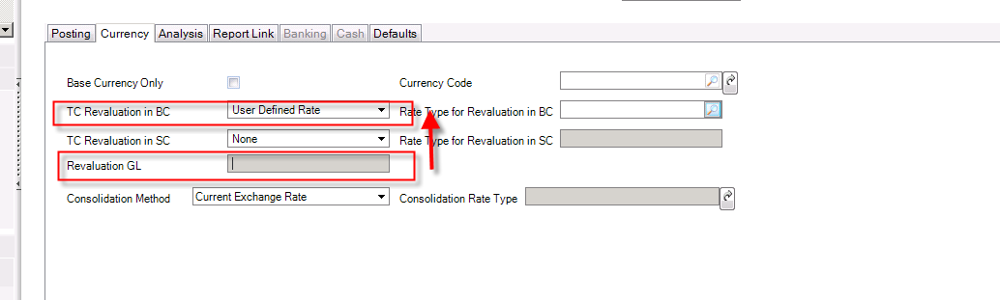 Posting Currency Analysis Report Link Banking Cash Defaults
Base Currency Only Currency Code
TC Revaluation in BC User Defined Rate Rate Type for Revaluation in BC
TC Revaluation in SC None Rate Type for Revaluation in SC
Revaluation GL
Consolidation Method Current Exchange Rate Consolidation Rate Type